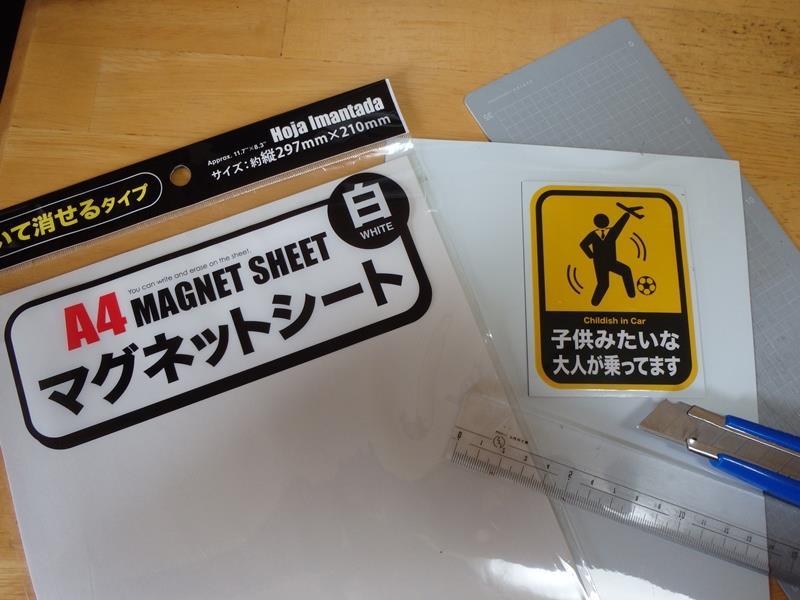 Hoja Imantada
Approx. 11.7"×8.3"
サイズ:約縦297mm×210mm
いて消せるタイプ
白
WHITE
You can write and erase on the sheet.
A4 MAGNET SHEET
マグネットシート
Childish in Car
子供みたいな
大人が乗ってます